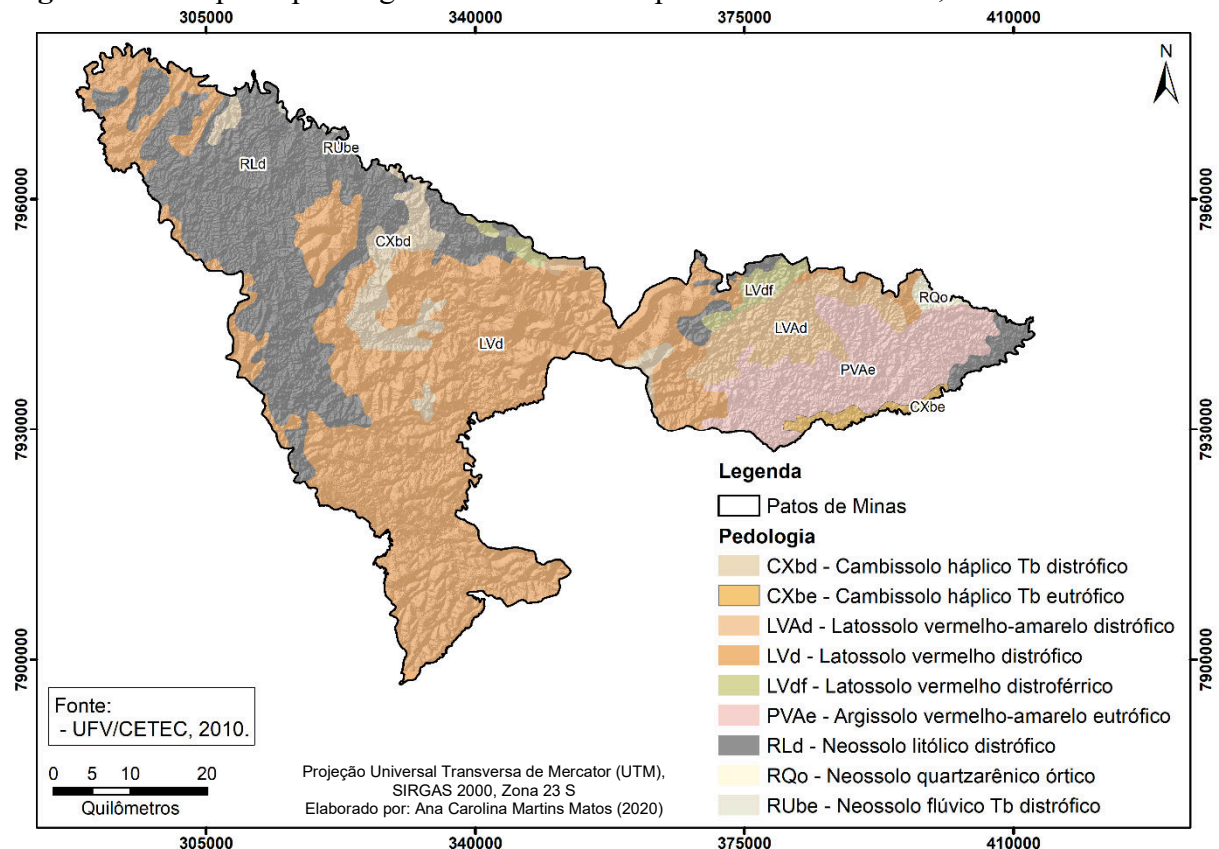 305000 340000 375000 410000
N
7960000 7960000
7930000 7930000
7900000 7900000
RLd
RUbe
CXbd
LVd
LVdf
LVAd
RQo
PVAe
CXbe
Legenda
Patos de Minas
Pedologia
CXbd - Cambissolo háplico Tb distrófico
CXbe - Cambissolo háplico Tb eutrófico
LVAd - Latossolo vermelho-amarelo distrófico
LVd - Latossolo vermelho distrófico
LVdf - Latossolo vermelho distroférrico
PVAe - Argissolo vermelho-amarelo eutrófico
RLd - Neossolo litólico distrófico
RQo - Neossolo quartzarênico órtico
RUbe - Neossolo flúvico Tb distrófico
Fonte:
- UFV/CETEC, 2010.
0 5 10 20
Quilômetros
Projeção Universal Transversa de Mercator (UTM),
SIRGAS 2000, Zona 23 S
Elaborado por: Ana Carolina Martins Matos (2020)
305000 340000 375000 410000